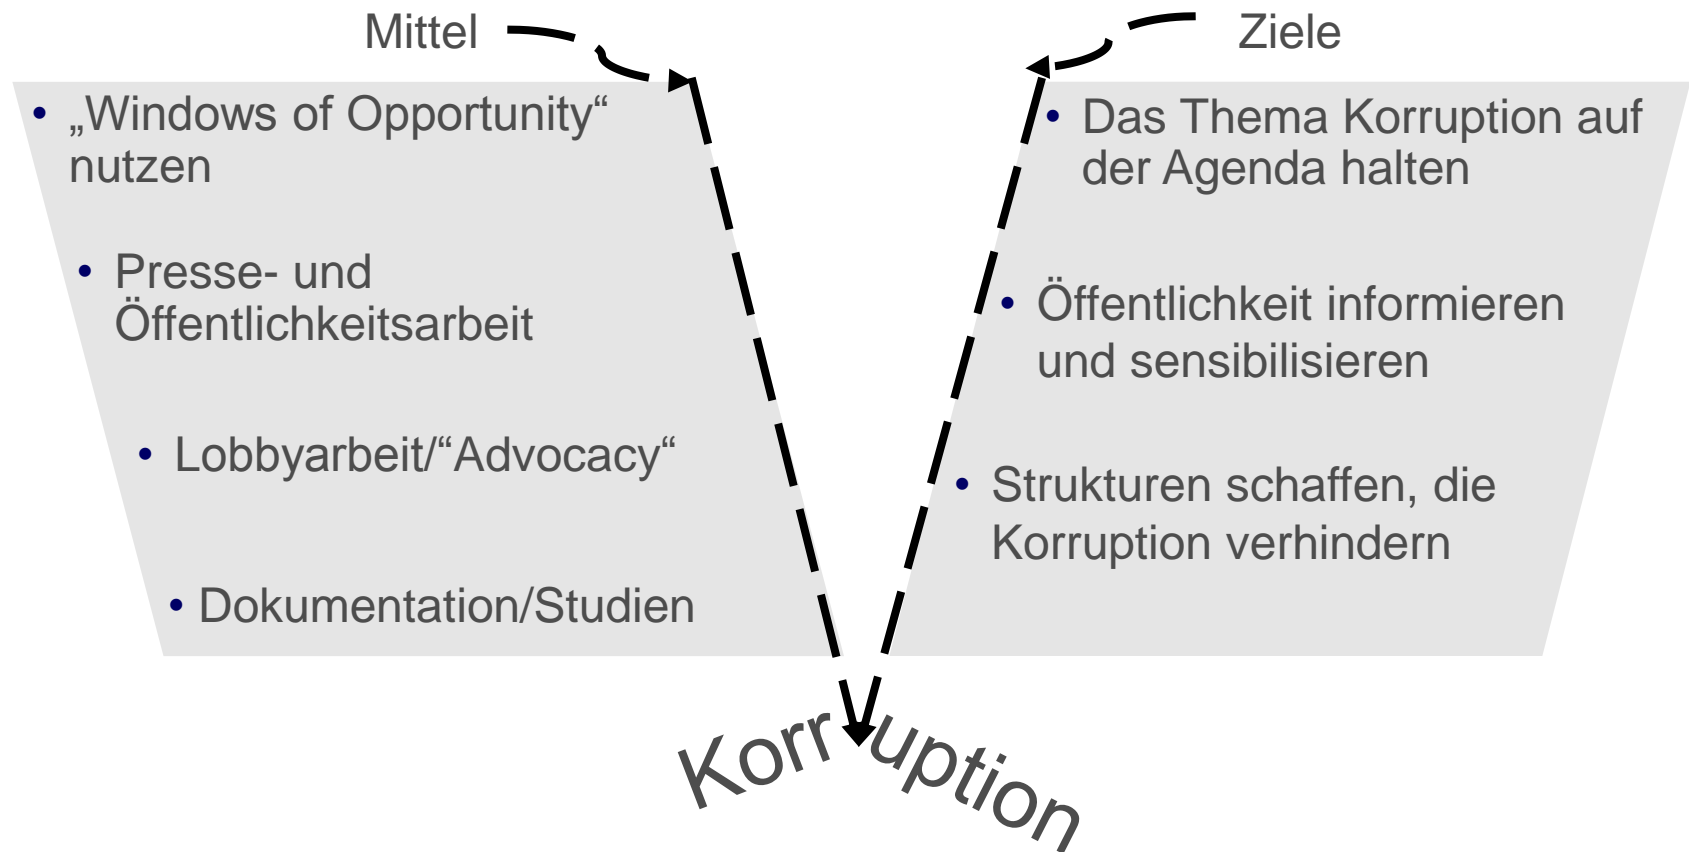 Mittel
„Windows of Opportunity“
nutzen
• Presse- und
Öffentlichkeitsarbeit
• Lobbyarbeit/“Advocacy“
• Dokumentation/Studien
Ziele
• Das Thema Korruption auf
der Agenda halten
• Öffentlichkeit informieren
und sensibilisieren
• Strukturen schaffen, die
Korruption verhindern
Korruption